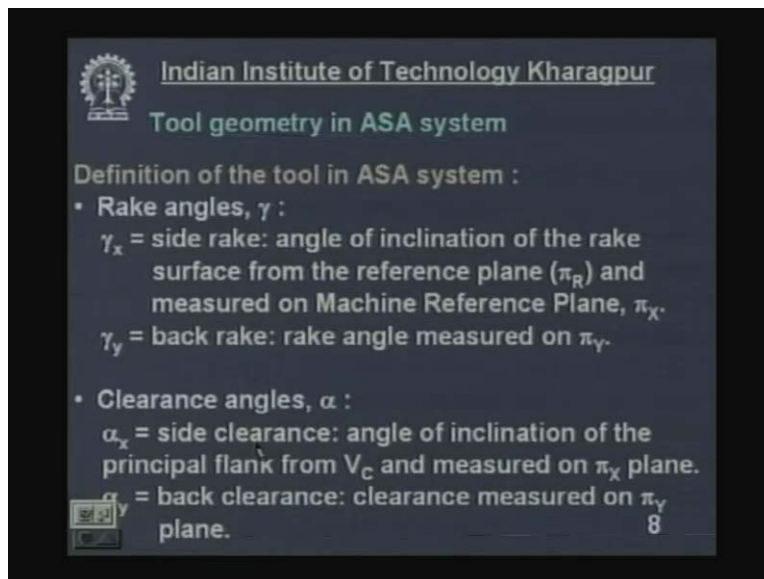 Indian Institute of Technology Kharagpur
Tool geometry in ASA system
Definition of the tool in ASA system :
• Rake angles, γ :
γx = side rake: angle of inclination of the rake
surface from the reference plane (πR) and
measured on Machine Reference Plane, πX.
γy = back rake: rake angle measured on πY.
• Clearance angles, α :
αx = side clearance: angle of inclination of the
principal flank from VC and measured on πX plane.
αy = back clearance: clearance measured on πY
plane.
8